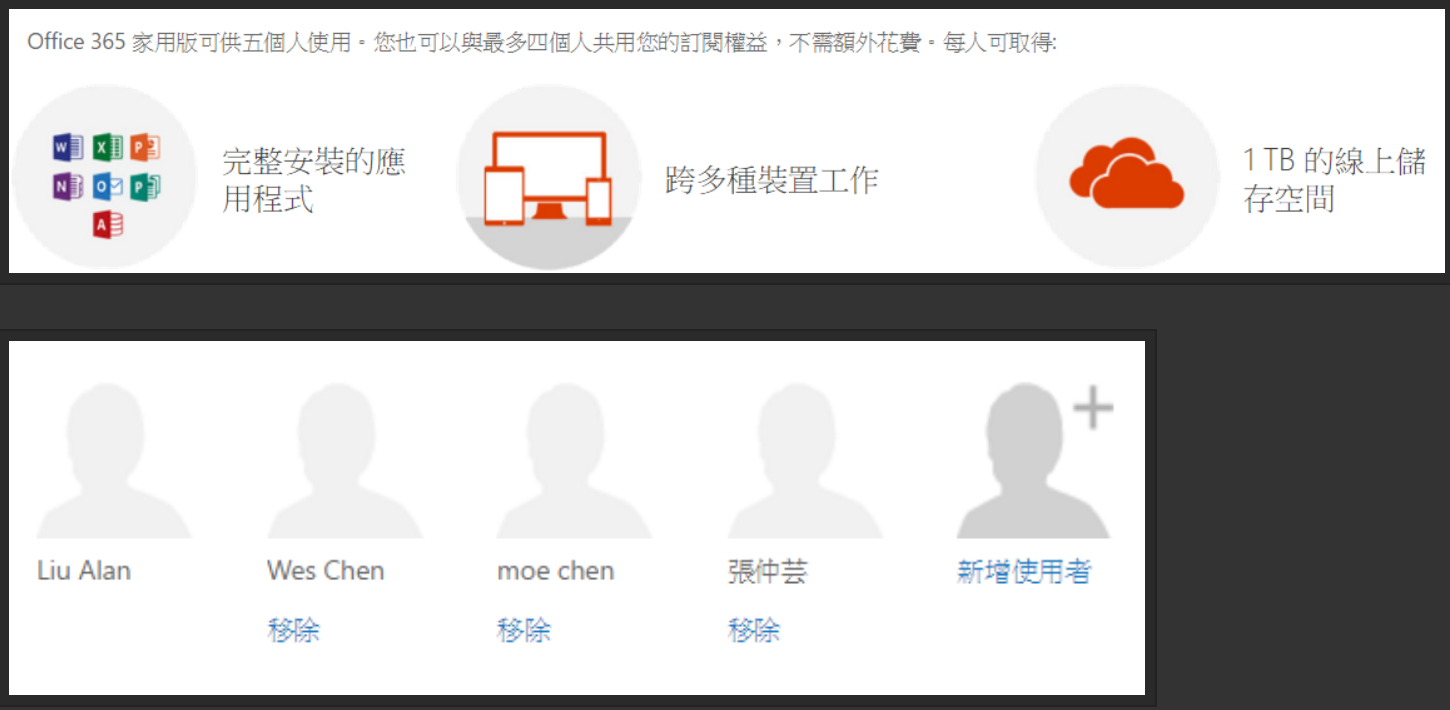 Office 365 家用版可供五個人使用。您也可以與最多四個人共用您的訂閱權益，不需額外花費。每人可取得:
W X P
N O P
A
完整安裝的應
用程式
跨多種裝置工作
1 TB 的線上儲
存空間
Liu Alan
Wes Chen
moe chen
張仲芸
新增使用者
移除
移除
移除